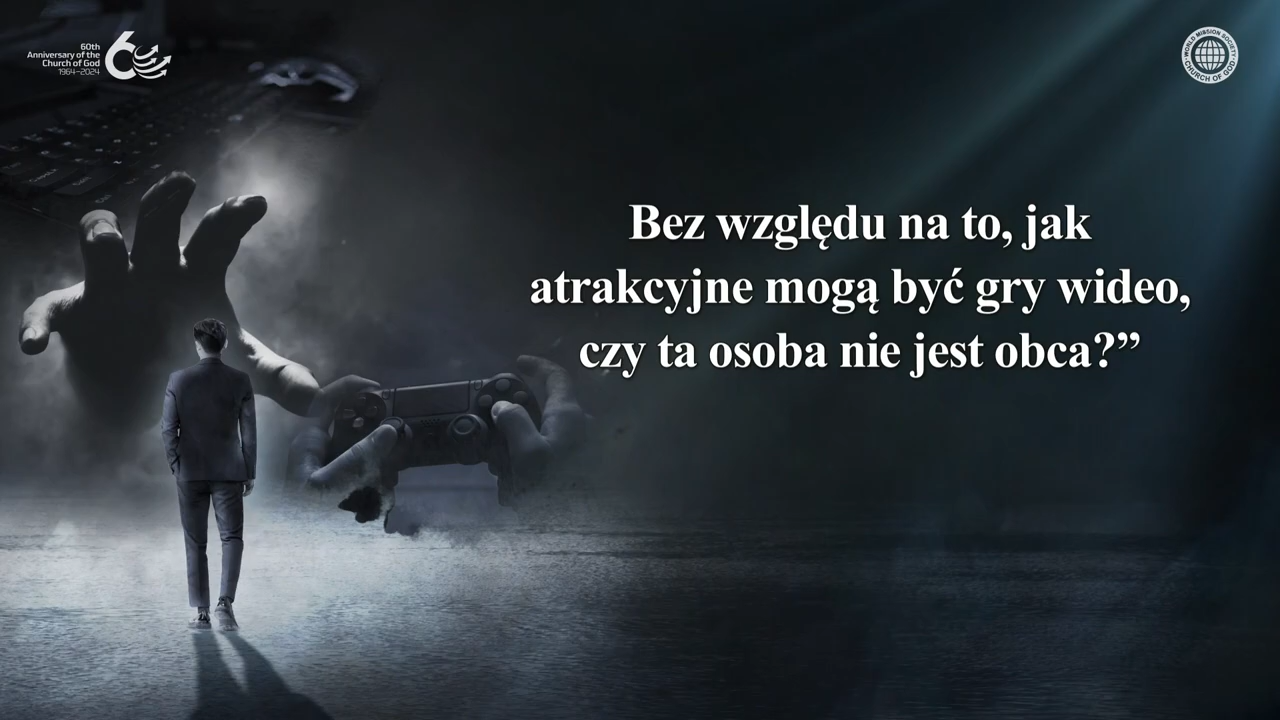 60th
Anniversary of the
Church of God
1964–2024
60
WORLD MISSION SOCIETY
CHURCH OF GOD
Bez względu na to, jak
atrakcyjne mogą być gry wideo,
czy ta osoba nie jest obca?”